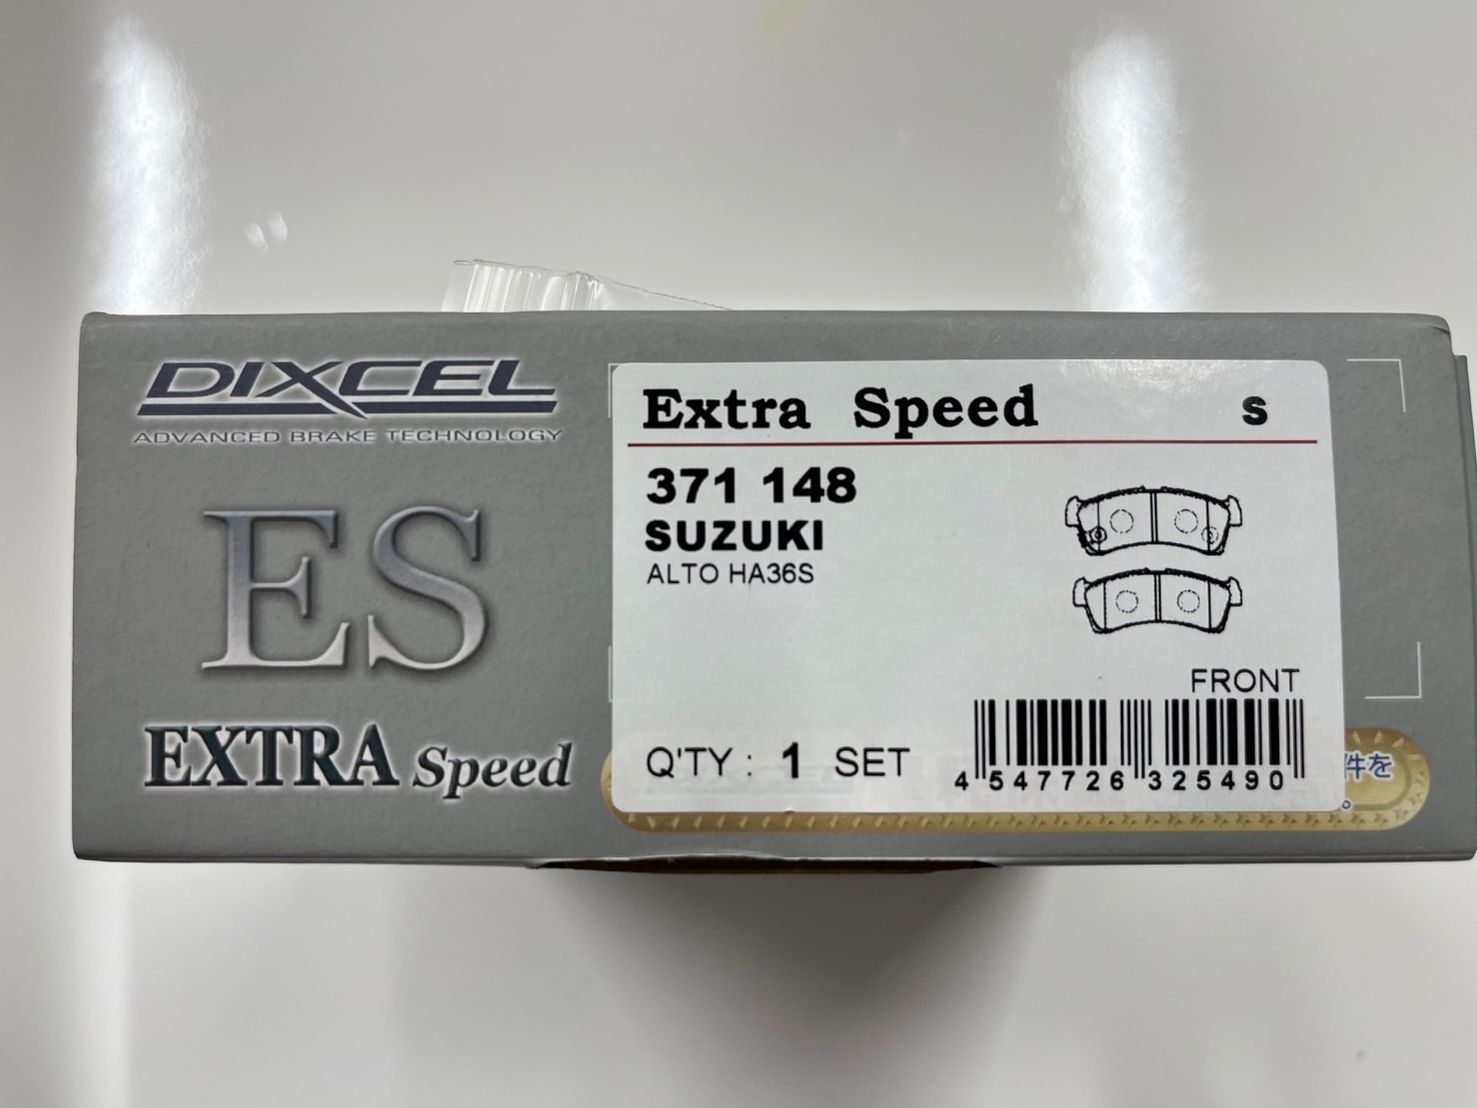 DIXCEL
ADVANCED BRAKE TECHNOLOGY
ES
EXTRA Speed
Extra Speed s
371 148
SUZUKI
ALTO HA36S
FRONT
Q'TY : 1 SET
4 547726 325490
件を
。